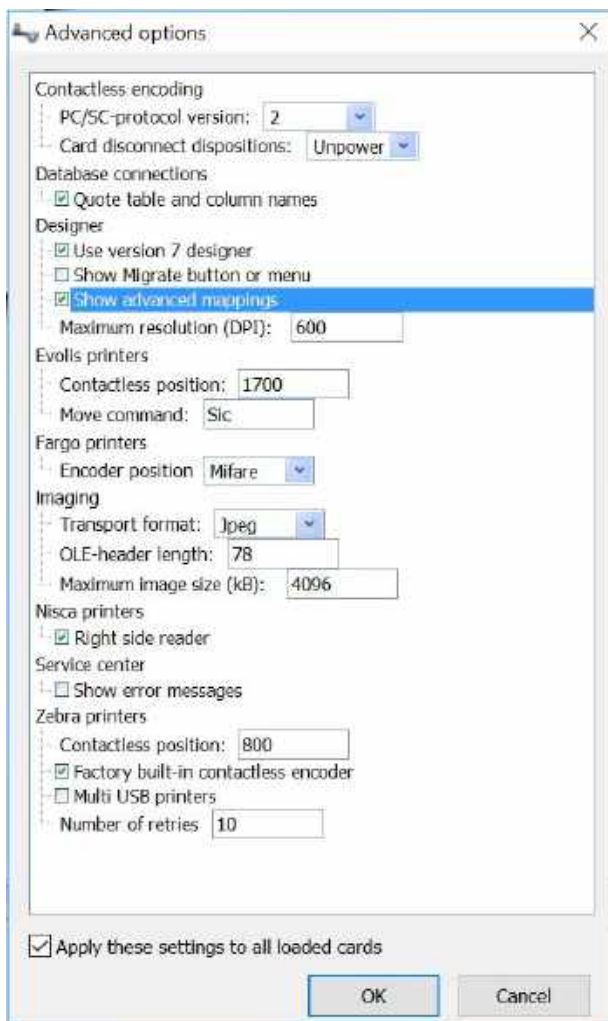 Advanced options
Contactless encoding
PC/SC-protocol version: 2
Card disconnect dispositions: Unpower
Database connections
Quote table and column names
Designer
Use version 7 designer
Show Migrate button or menu
Show advanced mappings
Maximum resolution (DPI): 600
Evolis printers
Contactless position: 1700
Move command: Sic
Fargo printers
Encoder position Mifare
Imaging
Transport format: Jpeg
OLE-header length: 78
Maximum image size (kB): 4096
Nisca printers
Right side reader
Service center
Show error messages
Zebra printers
Contactless position: 800
Factory built-in contactless encoder
Multi USB printers
Number of retries 10
Apply these settings to all loaded cards
OK Cancel